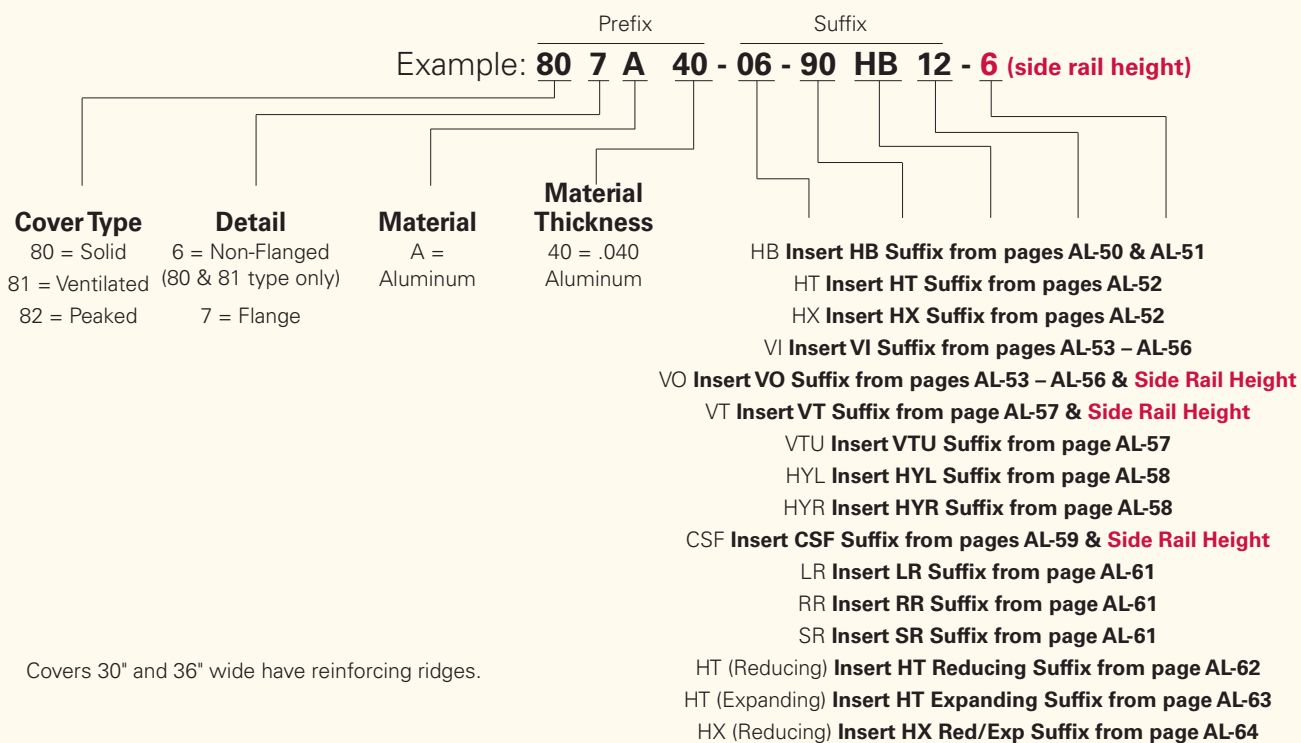 Prefix Suffix
Example: 80 7 A 40 - 06 - 90 HB 12 - 6 (side rail height)
Cover Type
80 = Solid
81 = Ventilated
82 = Peaked
Detail
6 = Non-Flanged
(80 & 81 type only)
7 = Flange
Material
A =
Aluminum
Material
Thickness
40 = .040
Aluminum
HB Insert HB Suffix from pages AL-50 & AL-51
HT Insert HT Suffix from pages AL-52
HX Insert HX Suffix from pages AL-52
VI Insert VI Suffix from pages AL-53 – AL-56
VO Insert VO Suffix from pages AL-53 – AL-56 & Side Rail Height
VT Insert VT Suffix from page AL-57 & Side Rail Height
VTU Insert VTU Suffix from page AL-57
HYL Insert HYL Suffix from page AL-58
HYR Insert HYR Suffix from page AL-58
CSF Insert CSF Suffix from pages AL-59 & Side Rail Height
LR Insert LR Suffix from page AL-61
RR Insert RR Suffix from page AL-61
SR Insert SR Suffix from page AL-61
HT (Reducing) Insert HT Reducing Suffix from page AL-62
HT (Expanding) Insert HT Expanding Suffix from page AL-63
HX (Reducing) Insert HX Red/Exp Suffix from page AL-64
Covers 30" and 36" wide have reinforcing ridges.